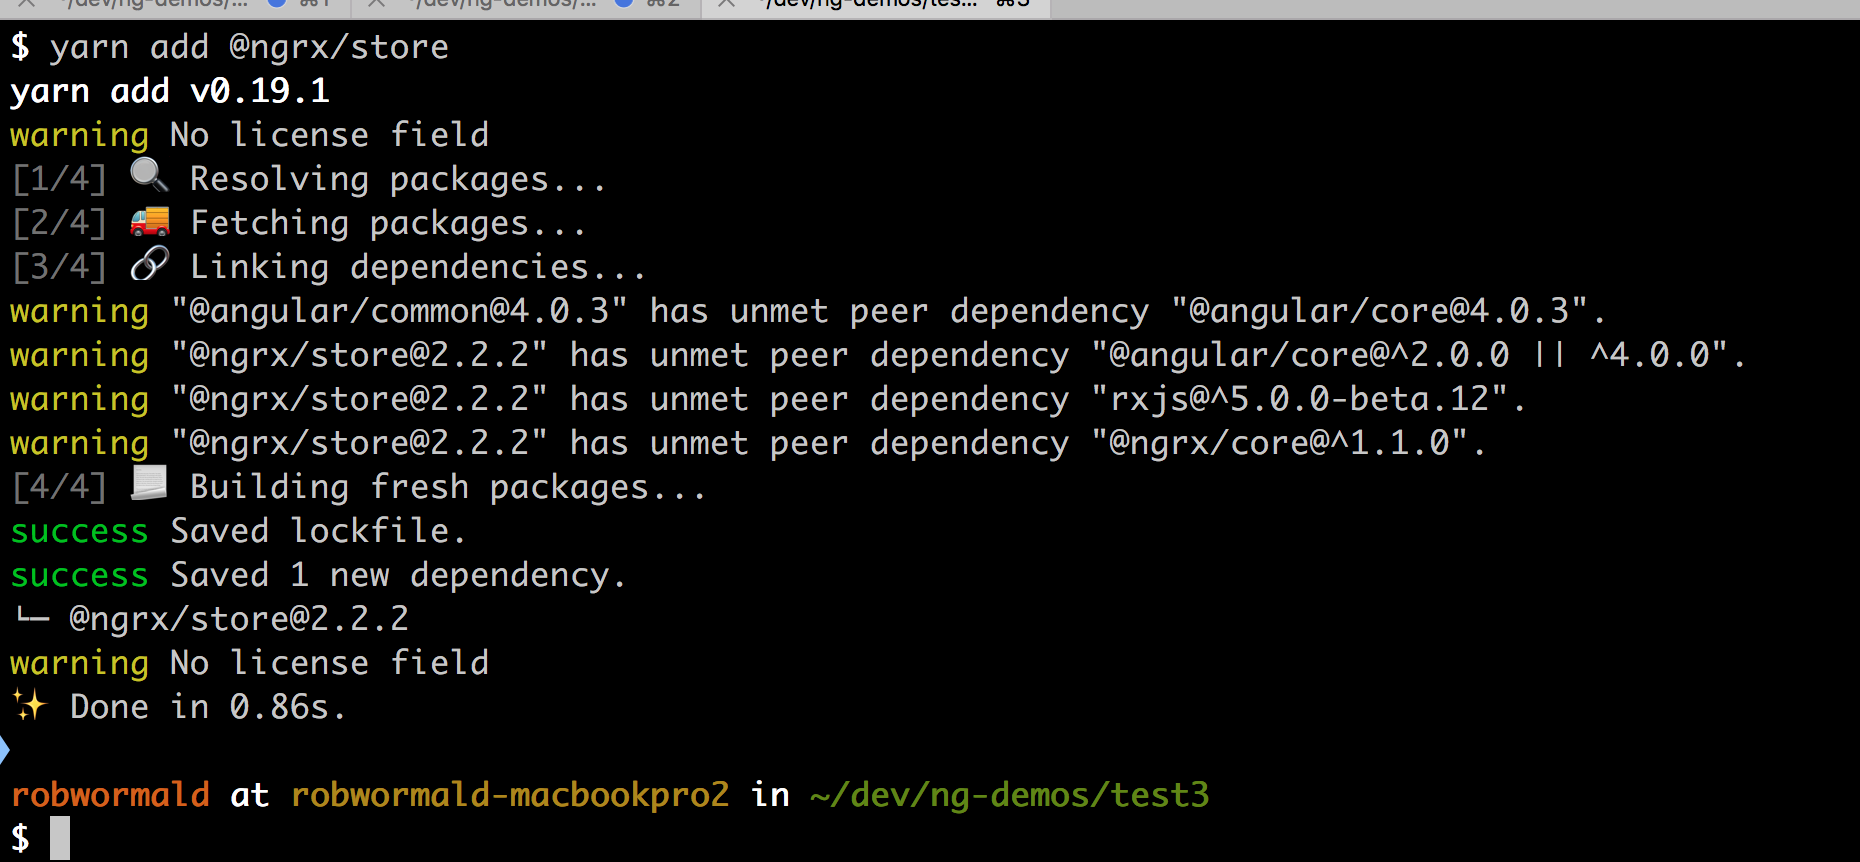 ~/dev/ng-demos/... ⌘1 ~/dev/ng-demos/... ⌘2 ~/dev/ng-demos/tes... ⌘3
$ yarn add @ngrx/store
yarn add v0.19.1
warning No license field
[1/4] 🔍 Resolving packages...
[2/4] 🚚 Fetching packages...
[3/4] 🔗 Linking dependencies...
warning "@angular/common@4.0.3" has unmet peer dependency "@angular/core@4.0.3".
warning "@ngrx/store@2.2.2" has unmet peer dependency "@angular/core@^2.0.0 || ^4.0.0".
warning "@ngrx/store@2.2.2" has unmet peer dependency "rxjs@^5.0.0-beta.12".
warning "@ngrx/store@2.2.2" has unmet peer dependency "@ngrx/core@^1.1.0".
[4/4] 📃 Building fresh packages...
success Saved lockfile.
success Saved 1 new dependency.
└─ @ngrx/store@2.2.2
warning No license field
✨ Done in 0.86s.
robwormald at robwormald-macbookpro2 in ~/dev/ng-demos/test3
$